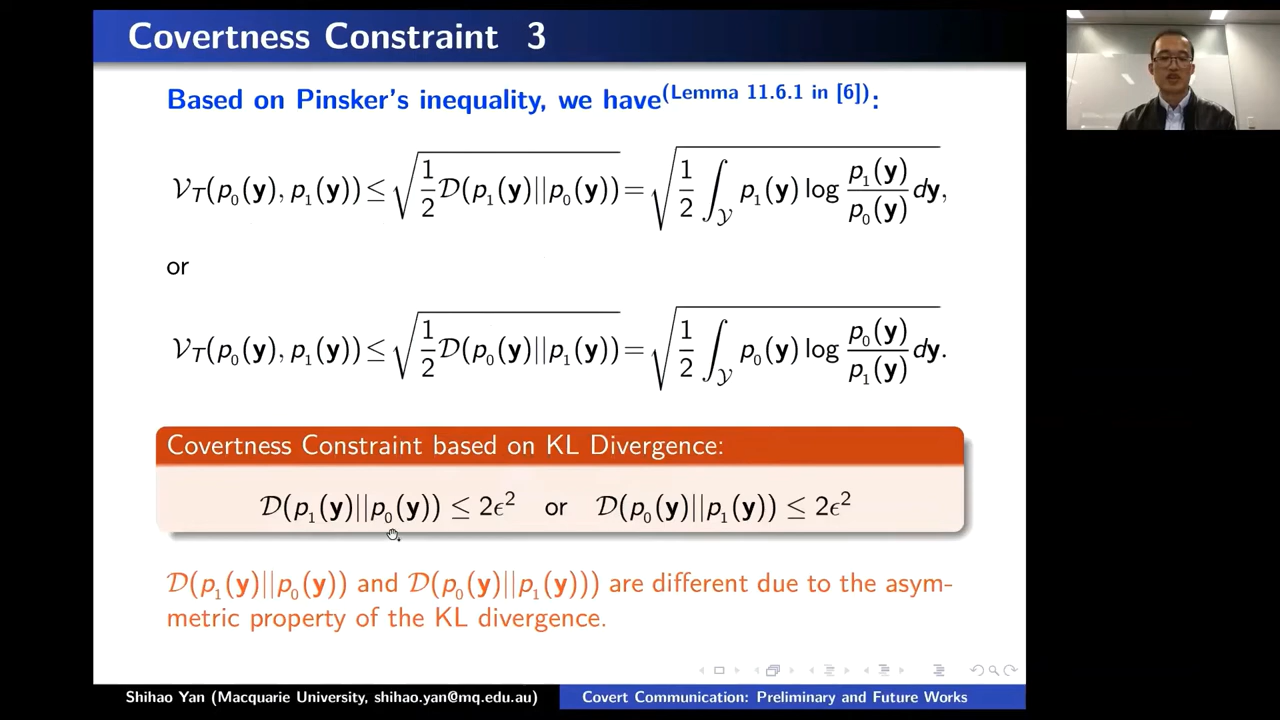 Covertness Constraint 3
Based on Pinsker's inequality, we have(Lemma 11.6.1 in [6]):
𝒱_T(p₀(𝐲), p₁(𝐲)) ≤ √(1/2 𝒟(p₁(𝐲)||p₀(𝐲))) = √(1/2 ∫_𝒴 p₁(𝐲) log p₁(𝐲)/p₀(𝐲) d𝐲),
or
𝒱_T(p₀(𝐲), p₁(𝐲)) ≤ √(1/2 𝒟(p₀(𝐲)||p₁(𝐲))) = √(1/2 ∫_𝒴 p₀(𝐲) log p₀(𝐲)/p₁(𝐲) d𝐲).
Covertness Constraint based on KL Divergence:
𝒟(p₁(𝐲)||p₀(𝐲)) ≤ 2ϵ² or 𝒟(p₀(𝐲)||p₁(𝐲)) ≤ 2ϵ²
𝒟(p₁(𝐲)||p₀(𝐲)) and 𝒟(p₀(𝐲)||p₁(𝐲))) are different due to the asym-
metric property of the KL divergence.
Shihao Yan (Macquarie University, shihao.yan@mq.edu.au) Covert Communication: Preliminary and Future Works